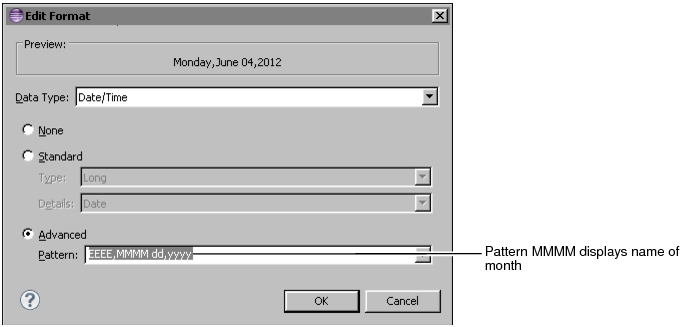 Edit Format
Preview:
Monday,June 04,2012
Data Type: Date/Time
None
Standard
Type: Long
Details: Date
Advanced
Pattern: EEEE,MMMM dd,yyyy
Pattern MMMM displays name of
month
OK Cancel